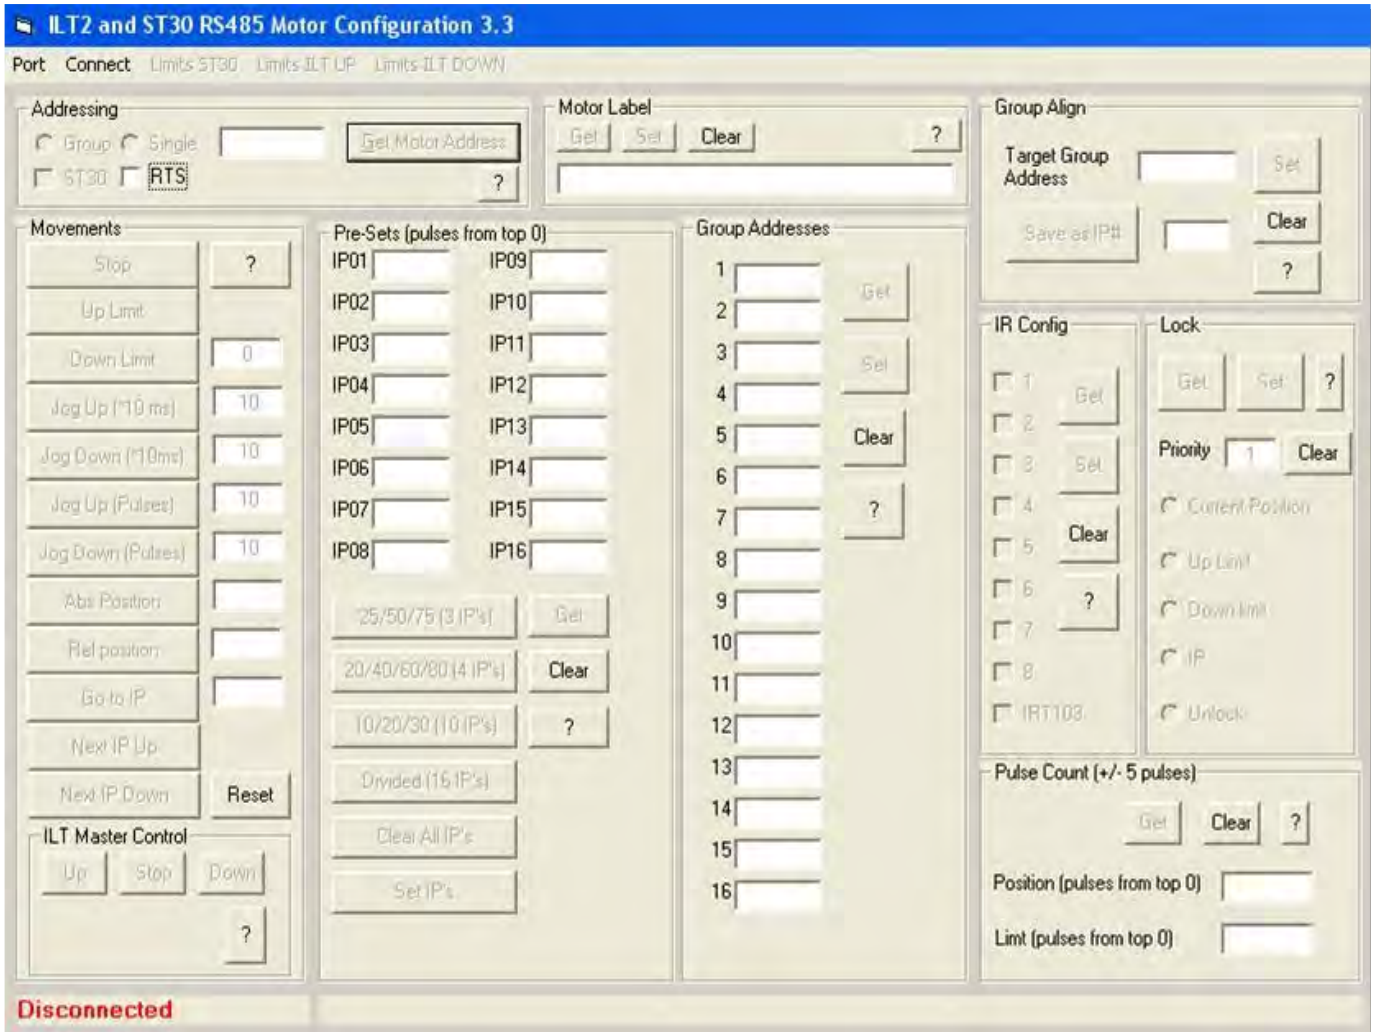 ILT2 and ST30 RS485 Motor Configuration 3.3
Port Connect Limits ST30 Limits ILT UP Limits ILT DOWN
Addressing
Group Single Get Motor Address
ST30 RTS ?
Motor Label
Get Set Clear ?
Group Align
Target Group
Address
Set
Save as IP# Clear
?
Movements
Stop ?
Up Limit
Down Limit 0
Jog Up (*10 ms) 10
Jog Down (*10ms) 10
Jog Up (Pulses) 10
Jog Down (Pulses) 10
Abs Position
Rel position
Go to IP
Next IP Up
Next IP Down Reset
ILT Master Control
Up Stop Down
?
Pre-Sets (pulses from top 0)
IP01 IP09
IP02 IP10
IP03 IP11
IP04 IP12
IP05 IP13
IP06 IP14
IP07 IP15
IP08 IP16
25/50/75 (3 IP's) Get
20/40/60/80 (4 IP's) Clear
10/20/30 (10 IP's) ?
Divided (16 IP's)
Clear All IP's
Set IP's
Group Addresses
1
2
3
4
5
6
7
8
9
10
11
12
13
14
15
16
Get
Set
Clear
?
IR Config
1
2
3
4
5
6
7
8
IRT103
Get
Set
Clear
?
Lock
Get Set ?
Priority 1 Clear
Current Position
Up Limit
Down limit
IP
Unlock
Pulse Count (+/- 5 pulses)
Get Clear ?
Position (pulses from top 0)
Limt (pulses from top 0)
Disconnected